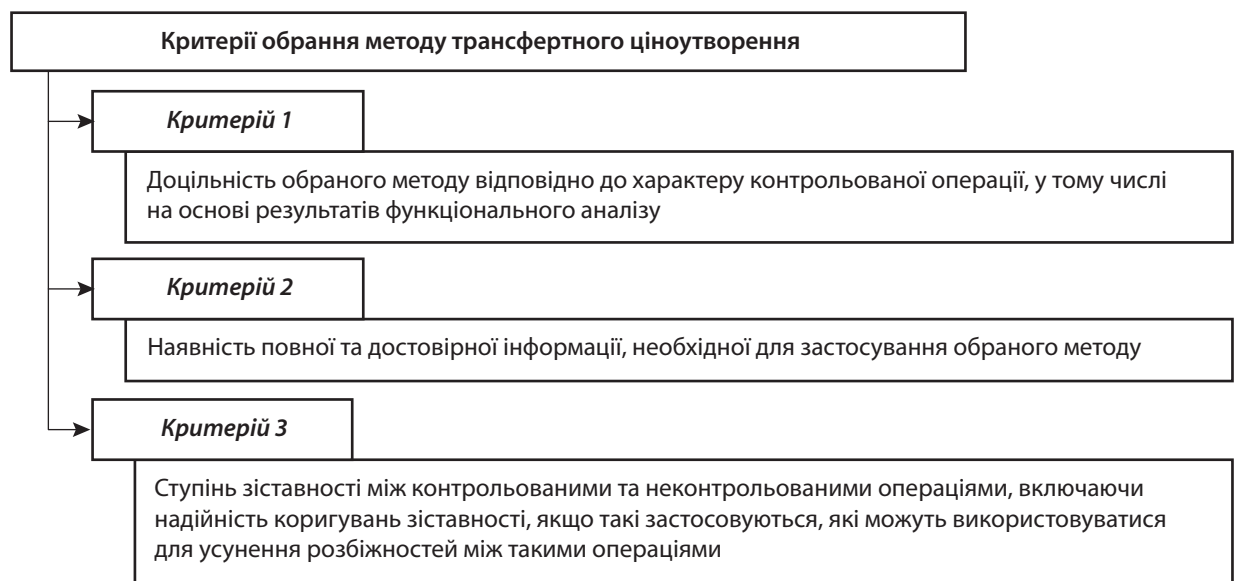 Критерії обрання методу трансфертного ціноутворення
Критерій 1
Доцільність обраного методу відповідно до характеру контрольованої операції, у тому числі
на основі результатів функціонального аналізу
Критерій 2
Наявність повної та достовірної інформації, необхідної для застосування обраного методу
Критерій 3
Ступінь зіставності між контрольованими та неконтрольованими операціями, включаючи
надійність коригувань зіставності, якщо такі застосовуються, які можуть використовуватися
для усунення розбіжностей між такими операціями